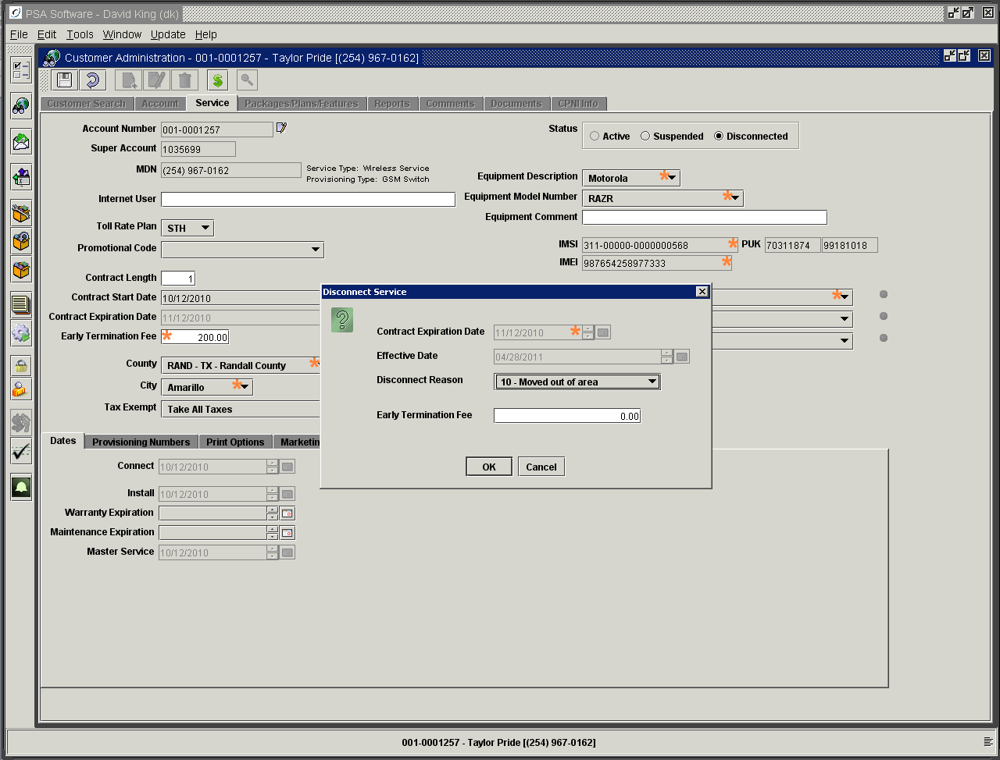 PSA Software - David King (dk)
File Edit Tools Window Update Help
Customer Administration - 001-0001257 - Taylor Pride [(254) 967-0162]
Customer Search Account Service Packages/Plans/Features Reports Comments Documents CPNI Info
Account Number 001-0001257
Super Account 1035699
MDN (254) 967-0162 Service Type: Wireless Service
Provisioning Type: GSM Switch
Internet User
Toll Rate Plan STH
Promotional Code
Contract Length 1
Contract Start Date 10/12/2010
Contract Expiration Date 11/12/2010
Early Termination Fee 200.00
County RAND - TX - Randall County
City Amarillo
Tax Exempt Take All Taxes
Status Active Suspended Disconnected
Equipment Description Motorola
Equipment Model Number RAZR
Equipment Comment
IMSI 311-00000-0000000568 PUK 70311874 99181018
IMEI 987654258977333
Disconnect Service
Contract Expiration Date 11/12/2010
Effective Date 04/28/2011
Disconnect Reason 10 - Moved out of area
Early Termination Fee 0.00
OK Cancel
Dates Provisioning Numbers Print Options Marketin
Connect 10/12/2010
Install 10/12/2010
Warranty Expiration
Maintenance Expiration
Master Service 10/12/2010
001-0001257 - Taylor Pride [(254) 967-0162]